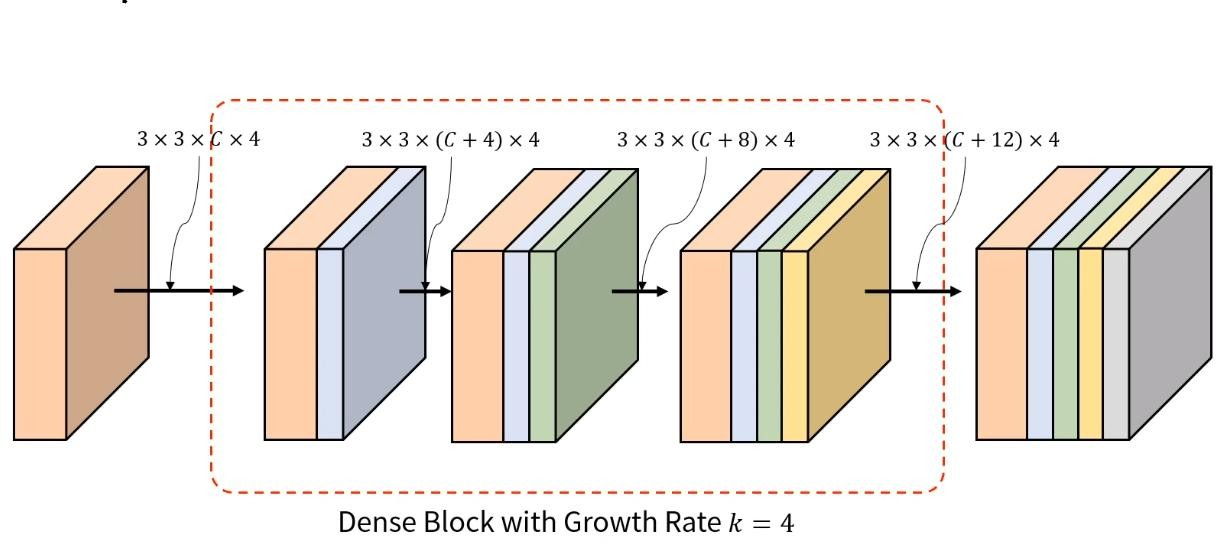 3 × 3 × C × 4
3 × 3 × (C + 4) × 4
3 × 3 × (C + 8) × 4
3 × 3 × (C + 12) × 4
Dense Block with Growth Rate k = 4